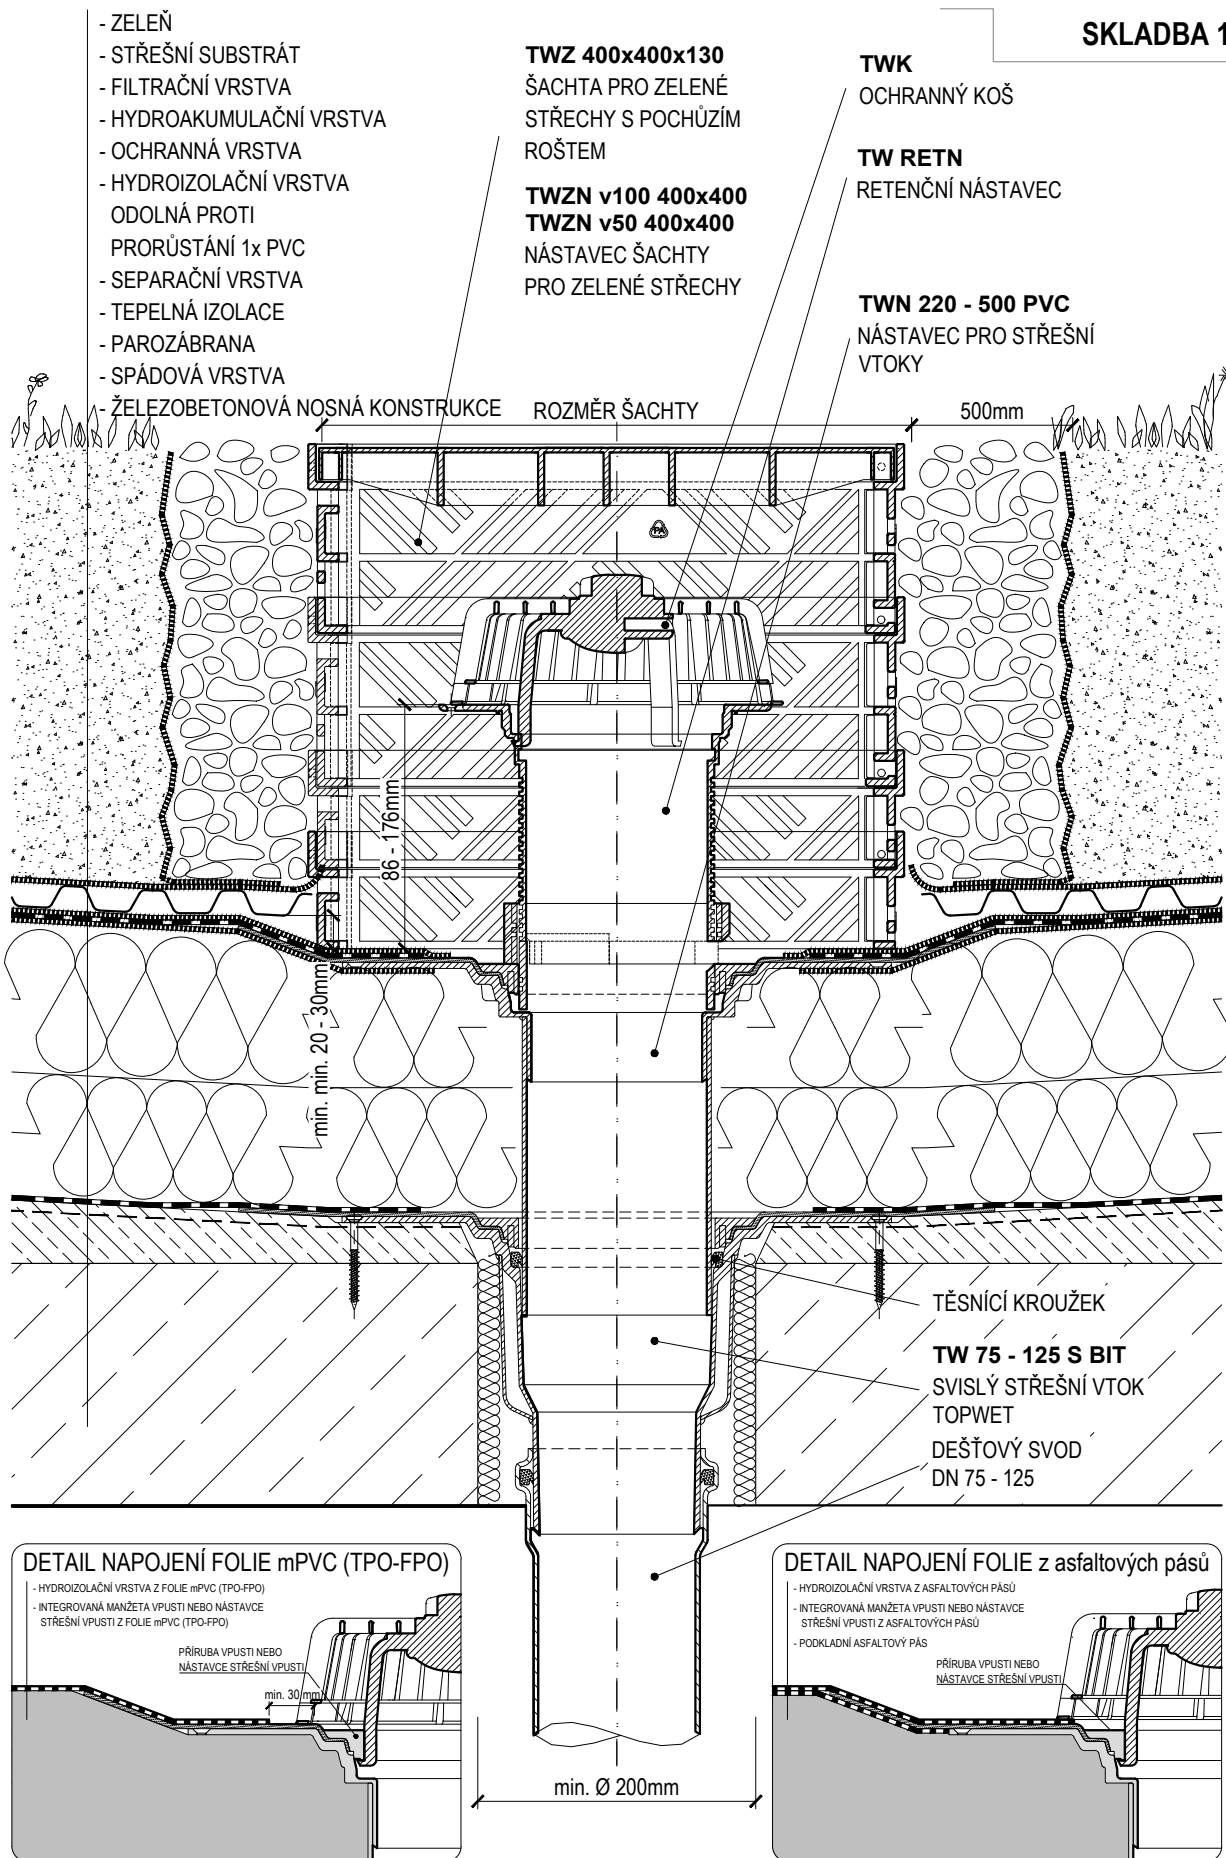 - ZELEŇ
- STŘEŠNÍ SUBSTRÁT
- FILTRAČNÍ VRSTVA
- HYDROAKUMULAČNÍ VRSTVA
- OCHRANNÁ VRSTVA
- HYDROIZOLAČNÍ VRSTVA
ODOLNÁ PROTI
PRORŮSTÁNÍ 1x PVC
- SEPARAČNÍ VRSTVA
- TEPELNÁ IZOLACE
- PAROZÁBRANA
- SPÁDOVÁ VRSTVA
- ŽELEZOBETONOVÁ NOSNÁ KONSTRUKCE
TWZ 400x400x130
ŠACHTA PRO ZELENÉ
STŘECHY S POCHŮZÍM
ROŠTEM
TWZN v100 400x400
TWZN v50 400x400
NÁSTAVEC ŠACHTY
PRO ZELENÉ STŘECHY
SKLADBA 1
TWK
OCHRANNÝ KOŠ
TW RETN
RETENČNÍ NÁSTAVEC
TWN 220 - 500 PVC
NÁSTAVEC PRO STŘEŠNÍ
VTOKY
ROZMĚR ŠACHTY
500mm
PA
86 - 176mm
min. min. 20 - 30mm
TĚSNÍCÍ KROUŽEK
TW 75 - 125 S BIT
SVISLÝ STŘEŠNÍ VTOK
TOPWET
DEŠŤOVÝ SVOD
DN 75 - 125
DETAIL NAPOJENÍ FOLIE mPVC (TPO-FPO)
- HYDROIZOLAČNÍ VRSTVA Z FOLIE mPVC (TPO-FPO)
- INTEGROVANÁ MANŽETA VPUSTI NEBO NÁSTAVCE
STŘEŠNÍ VPUSTI Z FOLIE mPVC (TPO-FPO)
PŘÍRUBA VPUSTI NEBO
NÁSTAVCE STŘEŠNÍ VPUSTI
min. 30 mm
min. Ø 200mm
DETAIL NAPOJENÍ FOLIE z asfaltových pásů
- HYDROIZOLAČNÍ VRSTVA Z ASFALTOVÝCH PÁSŮ
- INTEGROVANÁ MANŽETA VPUSTI NEBO NÁSTAVCE
STŘEŠNÍ VPUSTI Z ASFALTOVÝCH PÁSŮ
- PODKLADNÍ ASFALTOVÝ PÁS
PŘÍRUBA VPUSTI NEBO
NÁSTAVCE STŘEŠNÍ VPUSTI